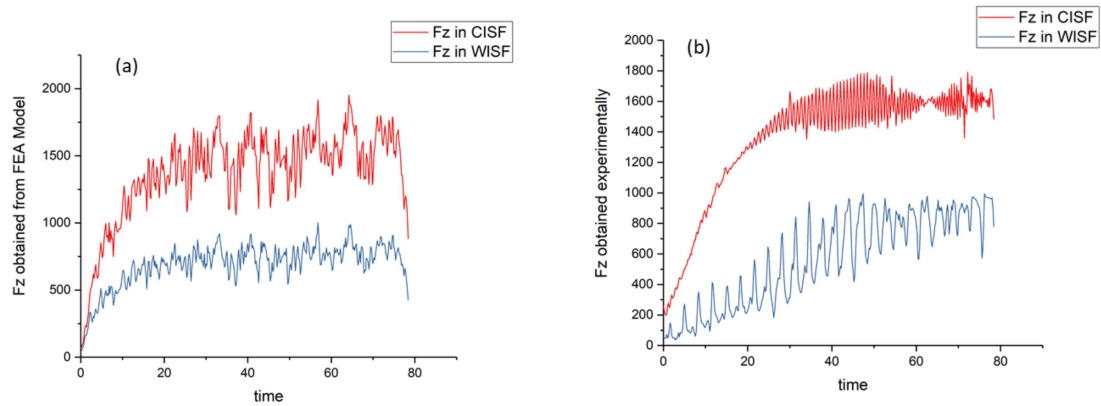 Fz in CISF
Fz in WISF
(a)
Fz obtained from FEA Model
2000
1500
1000
500
0
0 20 40 60 80
time
Fz in CISF
Fz in WISF
(b)
Fz obtained experimentally
2000
1800
1600
1400
1200
1000
800
600
400
200
0
0 20 40 60 80
time